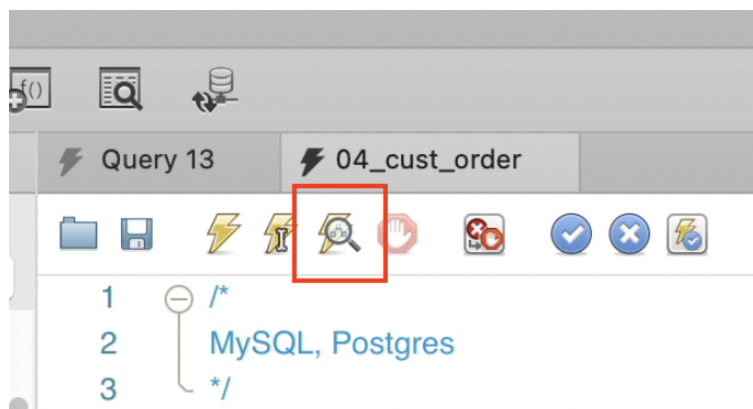 f()
Query 13
04_cust_order
1 /*
2 MySQL, Postgres
3 */